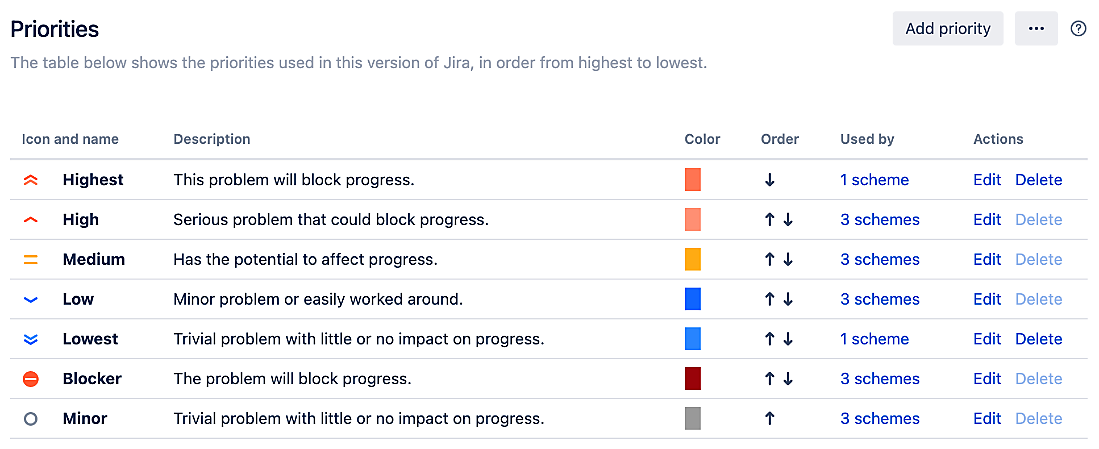 Priorities
Add priority
The table below shows the priorities used in this version of Jira, in order from highest to lowest.
Icon and name Description Color Order Used by Actions
Highest This problem will block progress. ↓ 1 scheme Edit Delete
High Serious problem that could block progress. ↑ ↓ 3 schemes Edit Delete
Medium Has the potential to affect progress. ↑ ↓ 3 schemes Edit Delete
Low Minor problem or easily worked around. ↑ ↓ 3 schemes Edit Delete
Lowest Trivial problem with little or no impact on progress. ↑ ↓ 1 scheme Edit Delete
Blocker The problem will block progress. ↑ ↓ 3 schemes Edit Delete
Minor Trivial problem with little or no impact on progress. ↑ 3 schemes Edit Delete